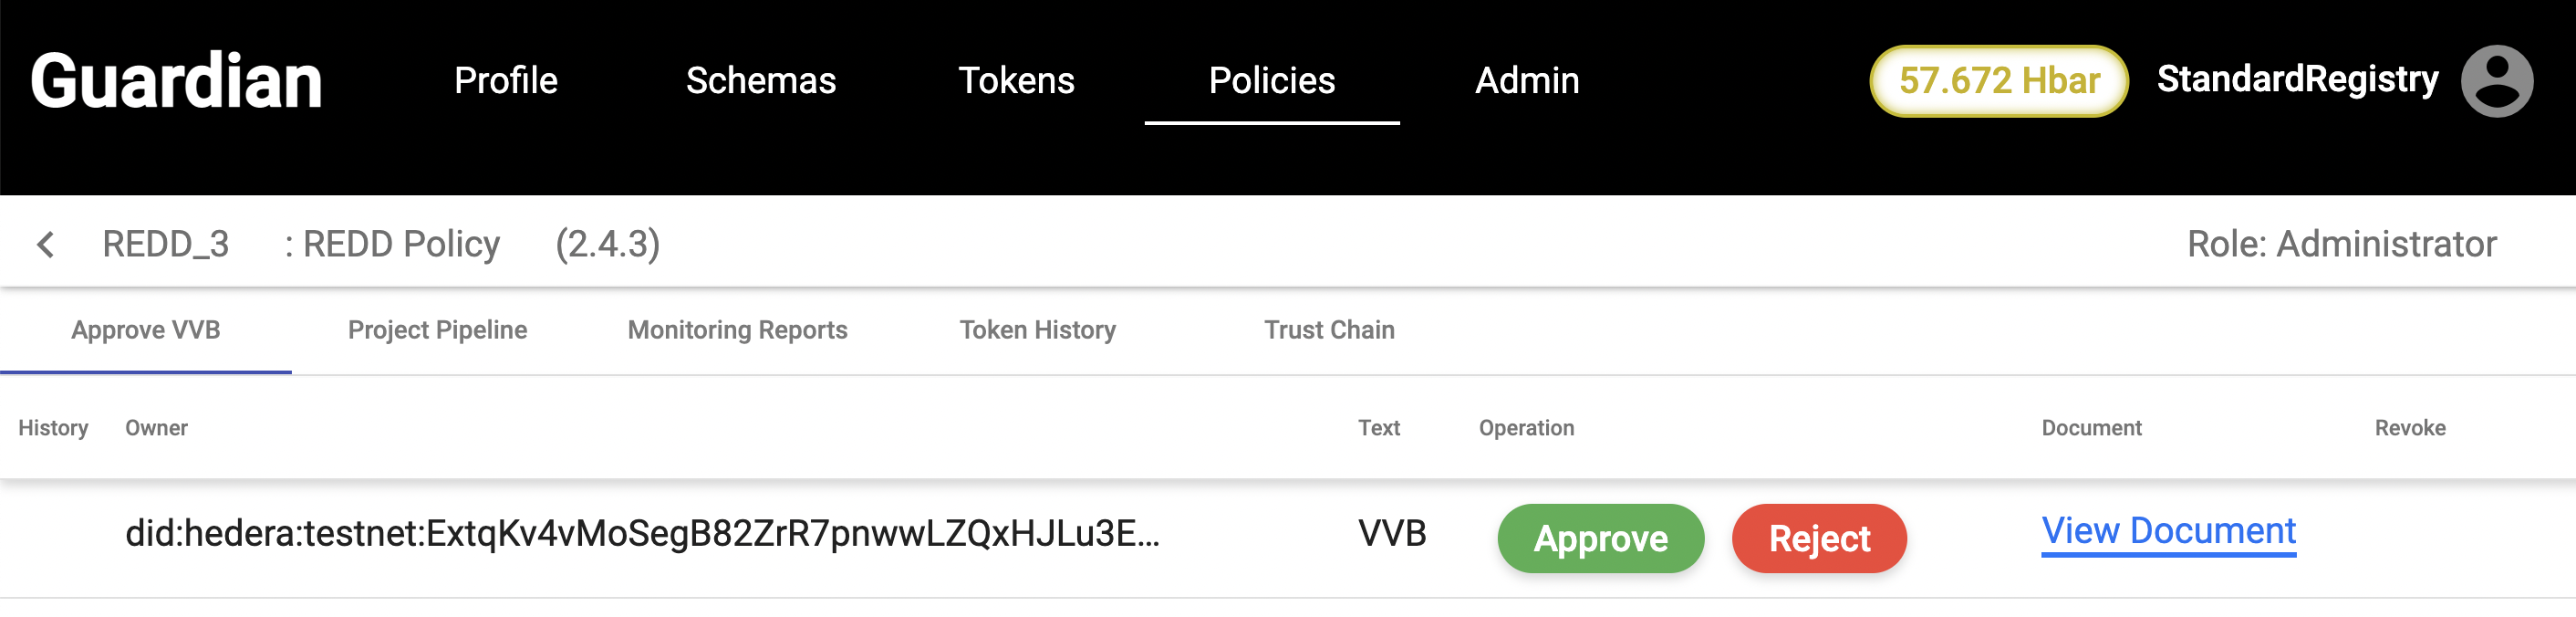 Guardian Profile Schemas Tokens Policies Admin 57.672 Hbar StandardRegistry
REDD_3 : REDD Policy (2.4.3) Role: Administrator
Approve VVB Project Pipeline Monitoring Reports Token History Trust Chain
History Owner Text Operation Document Revoke
did:hedera:testnet:ExtqKv4vMoSegB82ZrR7pnwwLZQxHJLu3E... VVB Approve Reject View Document